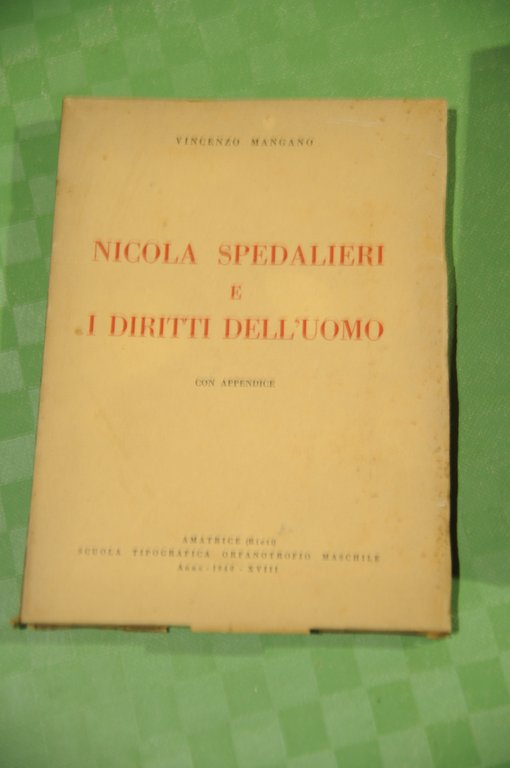 VINCENZO MANGANO
NICOLA SPEDALIERI
E
I DIRITTI DELL'UOMO
CON APPENDICE
AMATRICE (Rieti)
SCUOLA TIPOGRAFICA ORFANOTROFIO MASCHILE
Anno - 1940 - XVIII